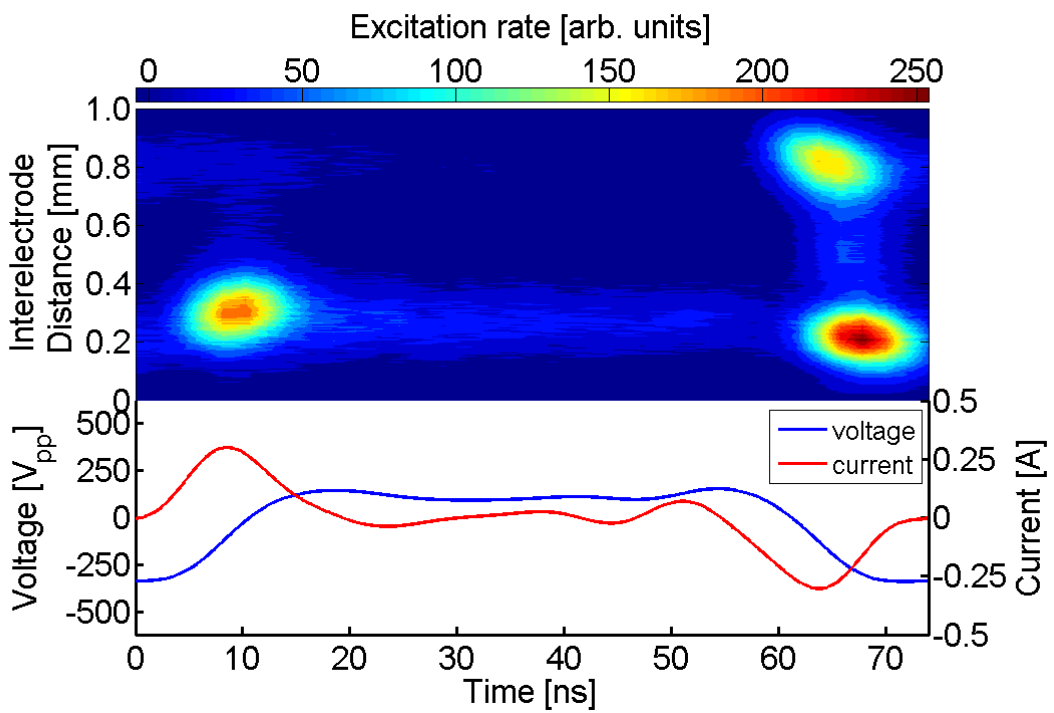 Excitation rate [arb. units]
0 50 100 150 200 250
Interelectrode
Distance [mm]
1.0
0.8
0.6
0.4
0.2
0
Voltage [Vpp]
500
250
0
-250
-500
voltage
current
0.5
0.25
0
-0.25
-0.5
Current [A]
0 10 20 30 40 50 60 70
Time [ns]